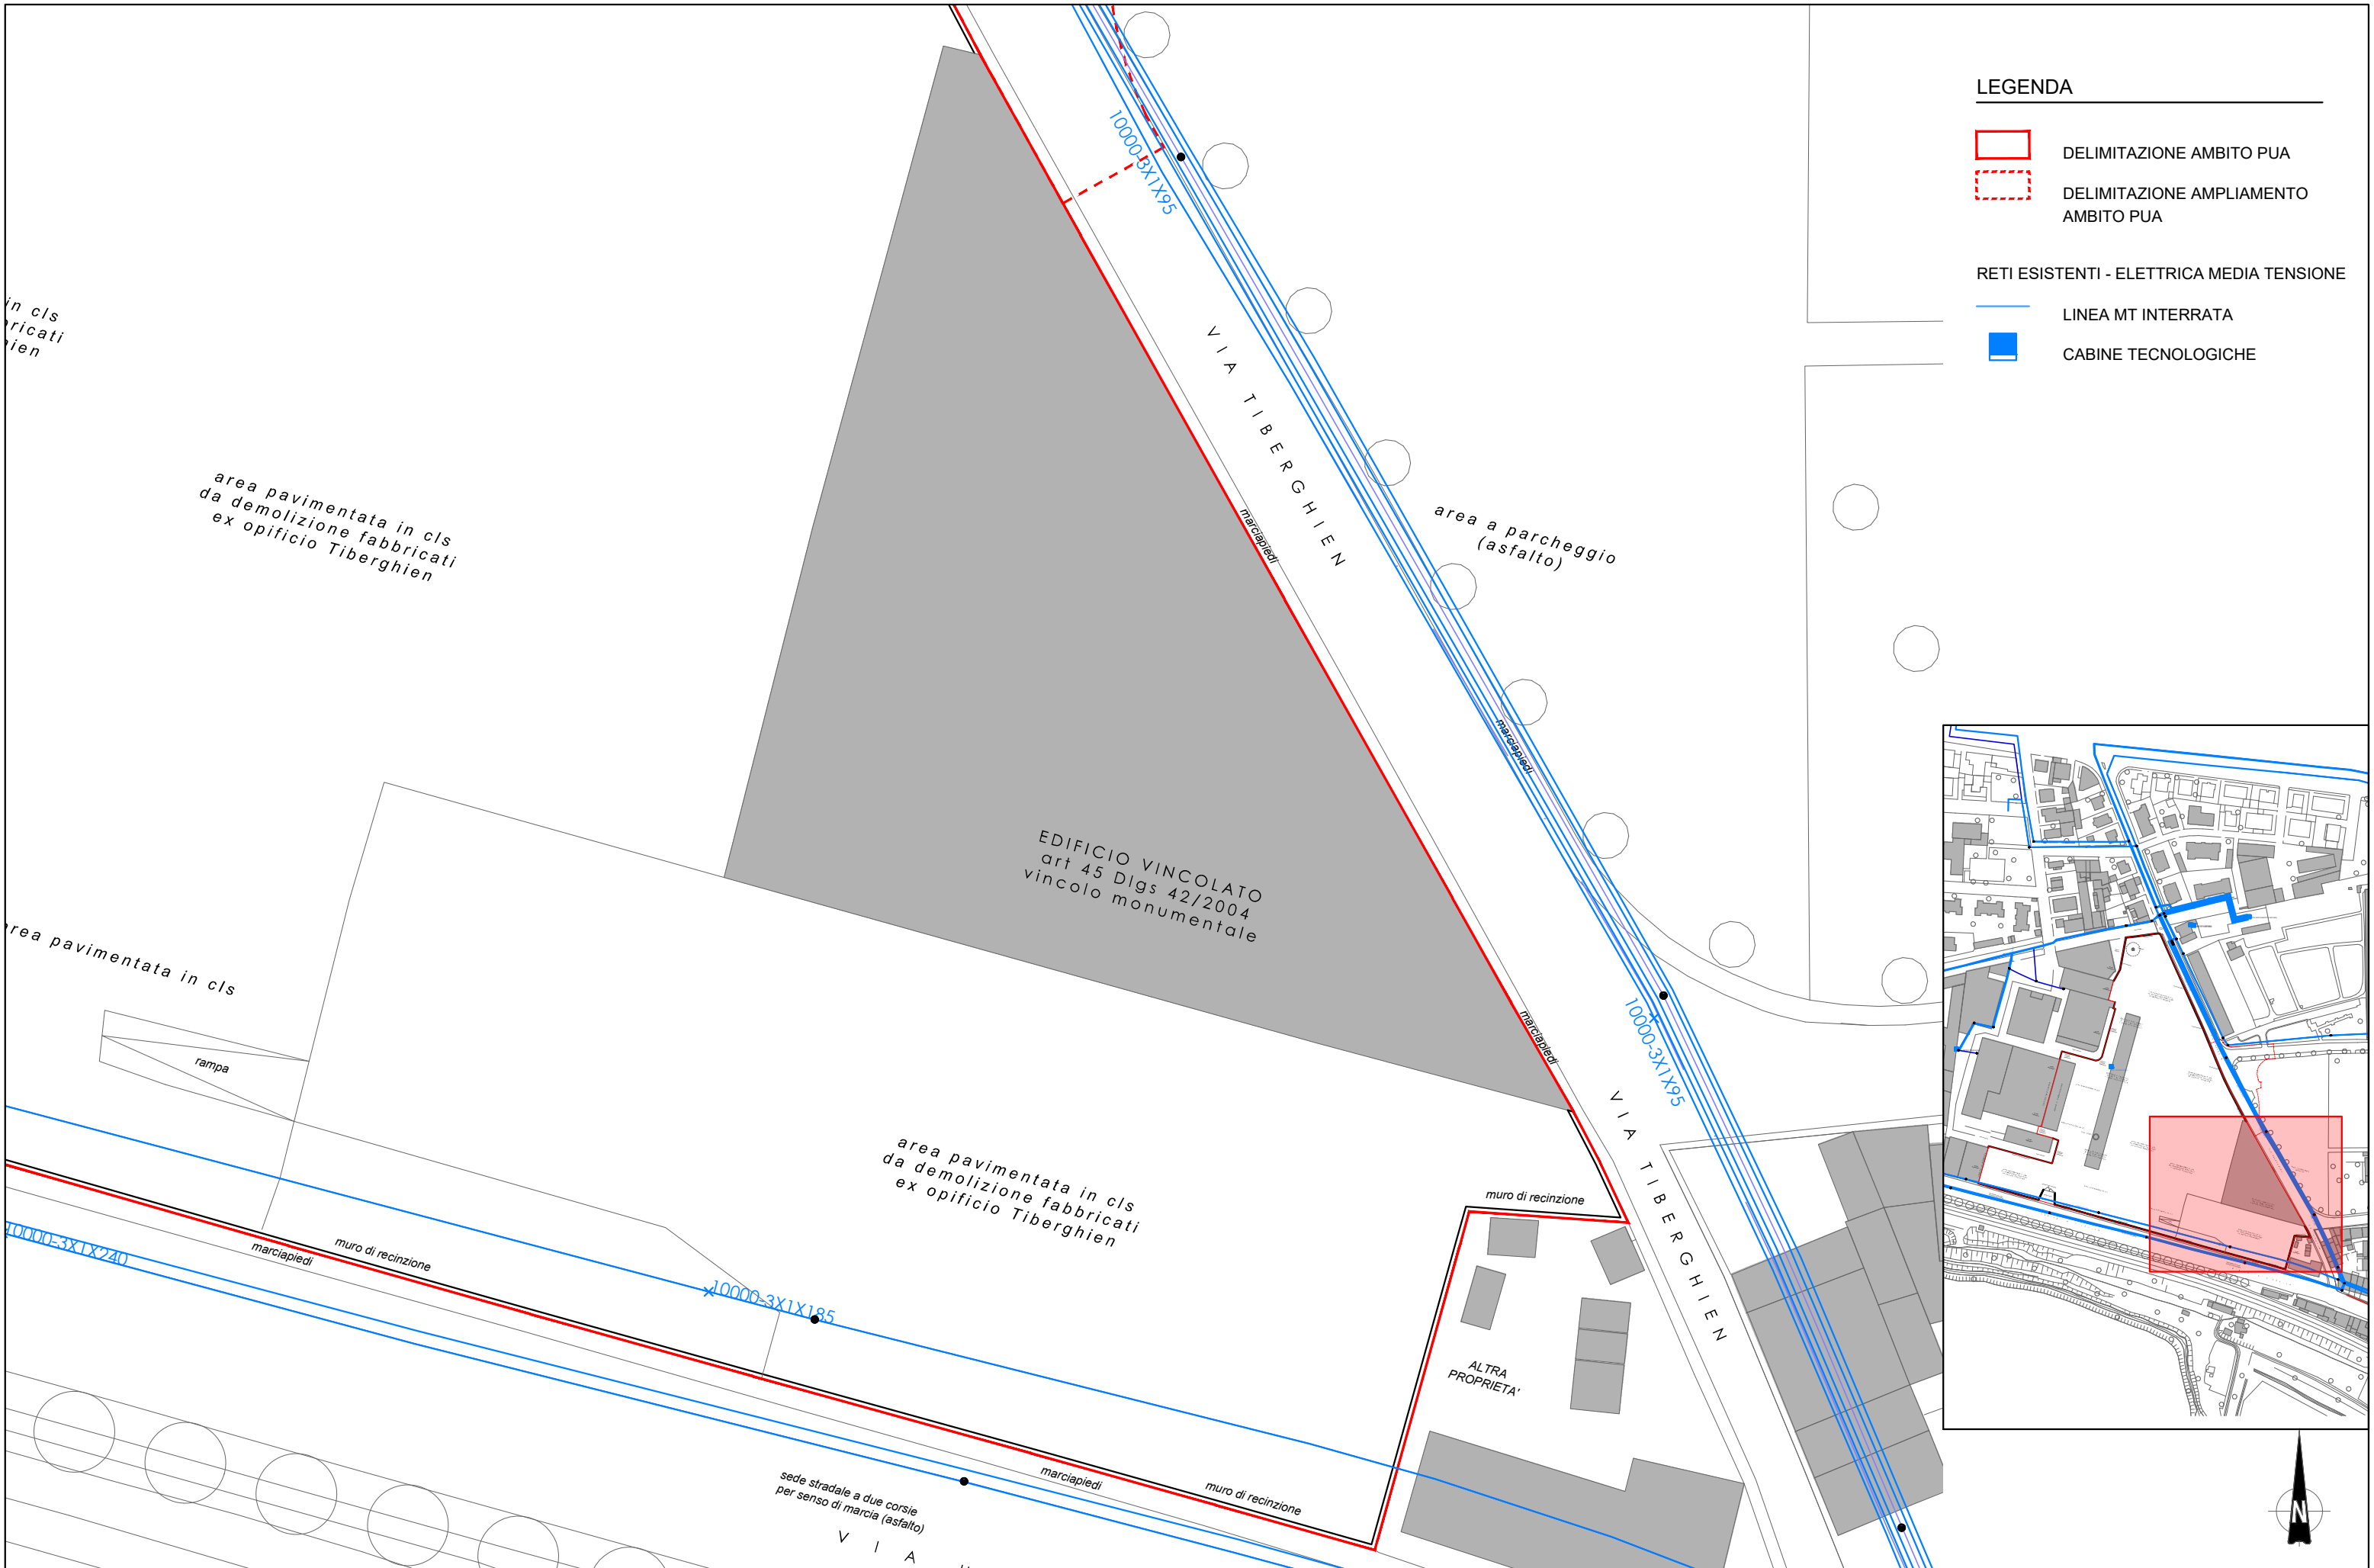 LEGENDA
DELIMITAZIONE AMBITO PUA
DELIMITAZIONE AMPLIAMENTO
AMBITO PUA
RETI ESISTENTI - ELETTRICA MEDIA TENSIONE
LINEA MT INTERRATA
CABINE TECNOLOGICHE
10000-3X1X95
VIA TIBERGHIEN
in cls
area pavimentata in cls
da demolizione fabbricati
ex opificio Tiberghien
marciapiedi
area a parcheggio
(asfalto)
marciapiedi
EDIFICIO VINCOLATO
art 45 Dlgs 42/2004
vincolo monumentale
area pavimentata in cls
rampa
marciapiedi
10000-3X1X95
VIA TIBERGHIEN
area pavimentata in cls
da demolizione fabbricati
ex opificio Tiberghien
muro di recinzione
10000-3X1X240
marciapiedi
muro di recinzione
10000-3X1X185
ALTRA
PROPRIETA'
marciapiedi
muro di recinzione
sede stradale a due corsie
per senso di marcia (asfalto)
VIA
N